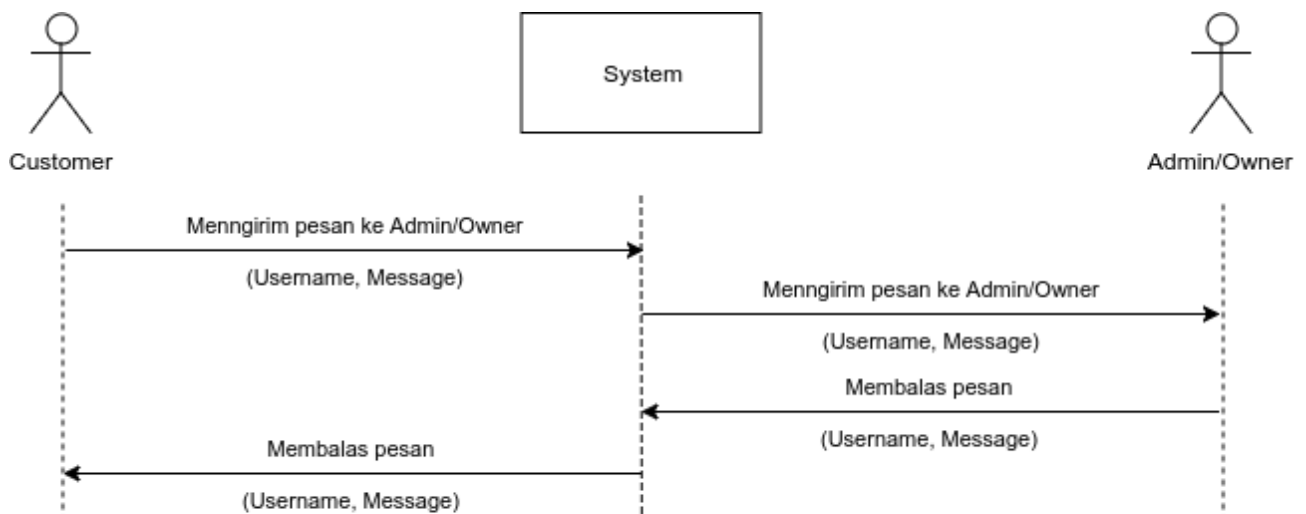 System
Customer
Admin/Owner
Menngirim pesan ke Admin/Owner
(Username, Message)
Menngirim pesan ke Admin/Owner
(Username, Message)
Membalas pesan
(Username, Message)
Membalas pesan
(Username, Message)